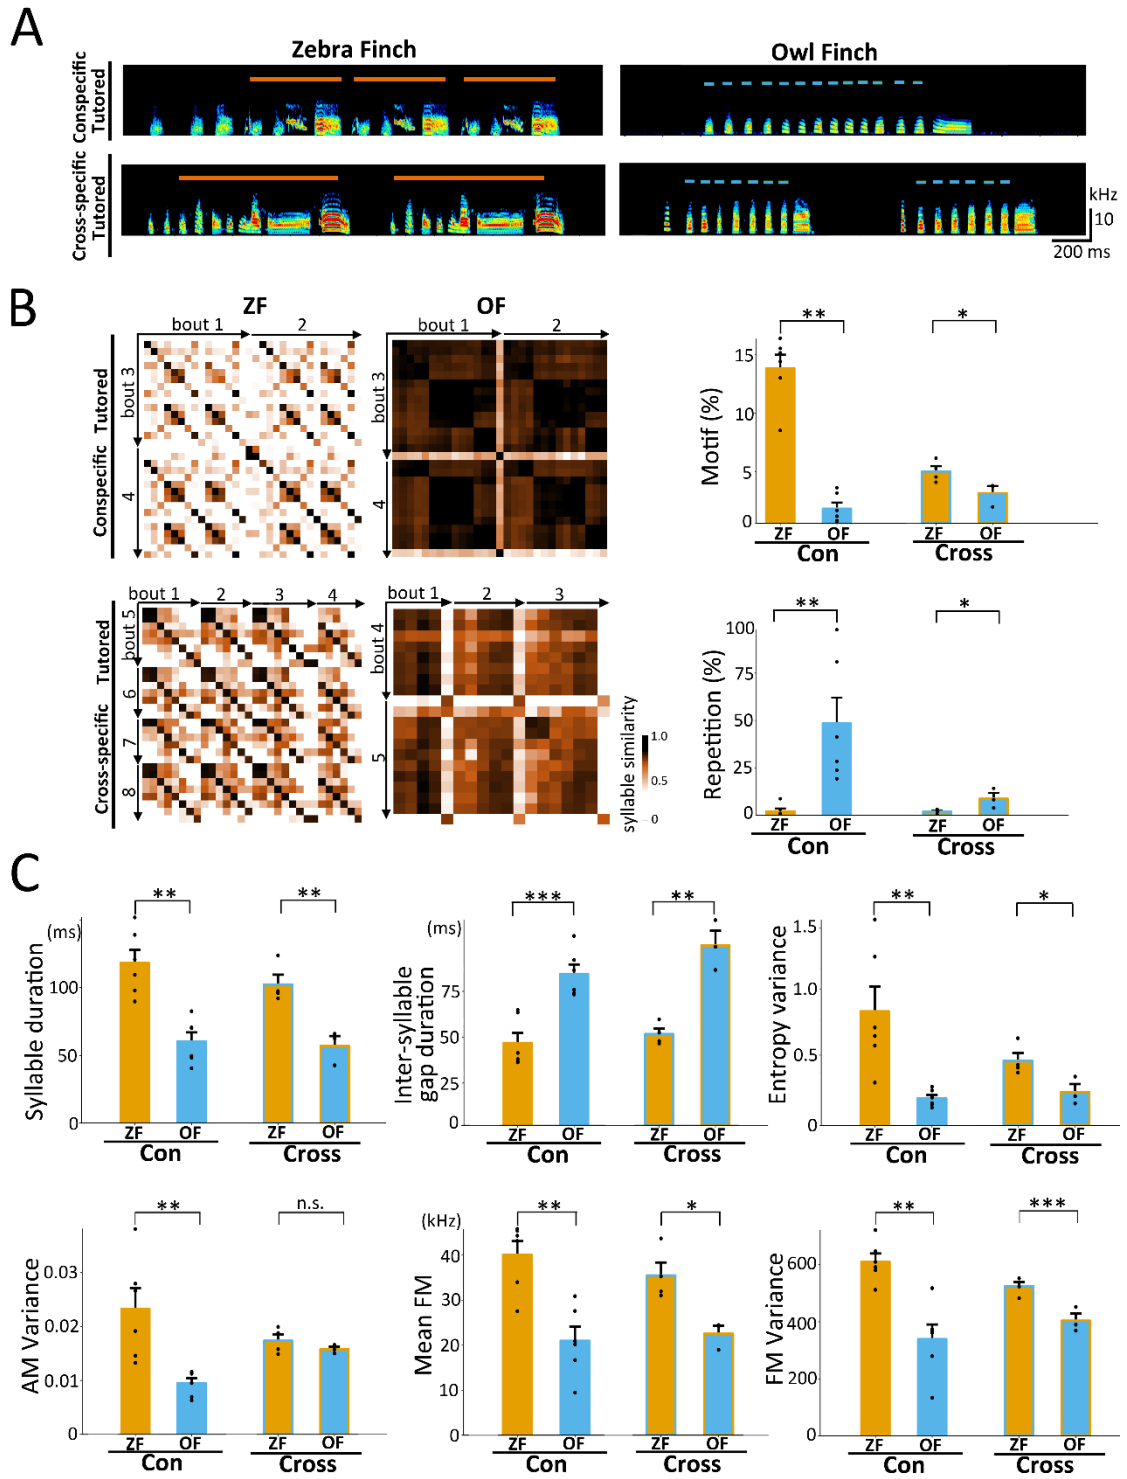 A
Zebra Finch
Owl Finch
Conspecific
Tutored
Cross-specific
Tutored
kHz
10
200 ms
B
ZF
OF
bout 1
2
bout 1
2
bout 3
4
bout 3
4
Conspecific Tutored
**
*
Motif (%)
15
10
5
0
ZF
OF
ZF
OF
Con
Cross
bout 1
2
3
4
bout 1
2
3
bout 5
6
7
8
bout 4
5
Cross-specific Tutored
syllable similarity
1.0
0.5
0
**
*
Repetition (%)
100
75
50
25
0
ZF
OF
ZF
OF
Con
Cross
C
**
**
(ms)
Syllable duration
100
50
0
ZF
OF
ZF
OF
Con
Cross
***
**
(ms)
Inter-syllable
gap duration
75
50
25
0
ZF
OF
ZF
OF
Con
Cross
**
*
Entropy variance
1.5
1.0
0.5
0
ZF
OF
ZF
OF
Con
Cross
**
n.s.
AM Variance
0.03
0.02
0.01
0
ZF
OF
ZF
OF
Con
Cross
**
*
(kHz)
Mean FM
40
30
20
10
0
ZF
OF
ZF
OF
Con
Cross
**
***
FM Variance
600
400
200
0
ZF
OF
ZF
OF
Con
Cross